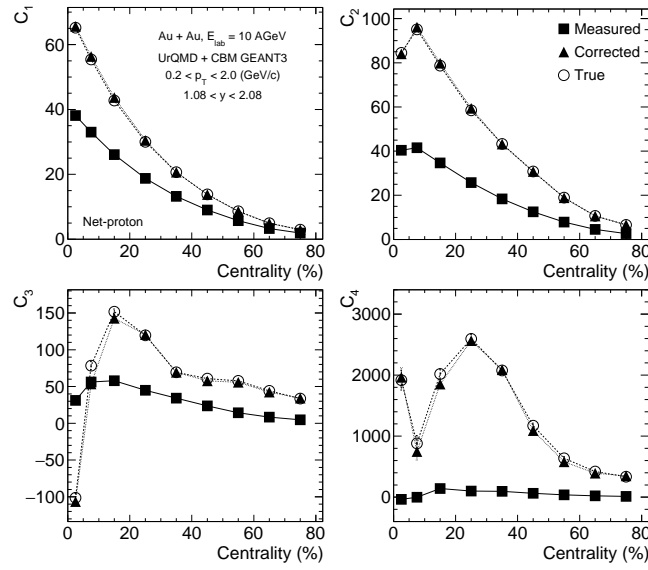 C1
60
40
20
0
Au + Au, Elab = 10 AGeV
UrQMD + CBM GEANT3
0.2 < pT < 2.0 (GeV/c)
1.08 < y < 2.08
Net-proton
0 20 40 60 80
Centrality (%)
C2
100
80
60
40
20
0
Measured
Corrected
True
0 20 40 60 80
Centrality (%)
C3
150
100
50
0
−50
−100
0 20 40 60 80
Centrality (%)
C4
3000
2000
1000
0
0 20 40 60 80
Centrality (%)